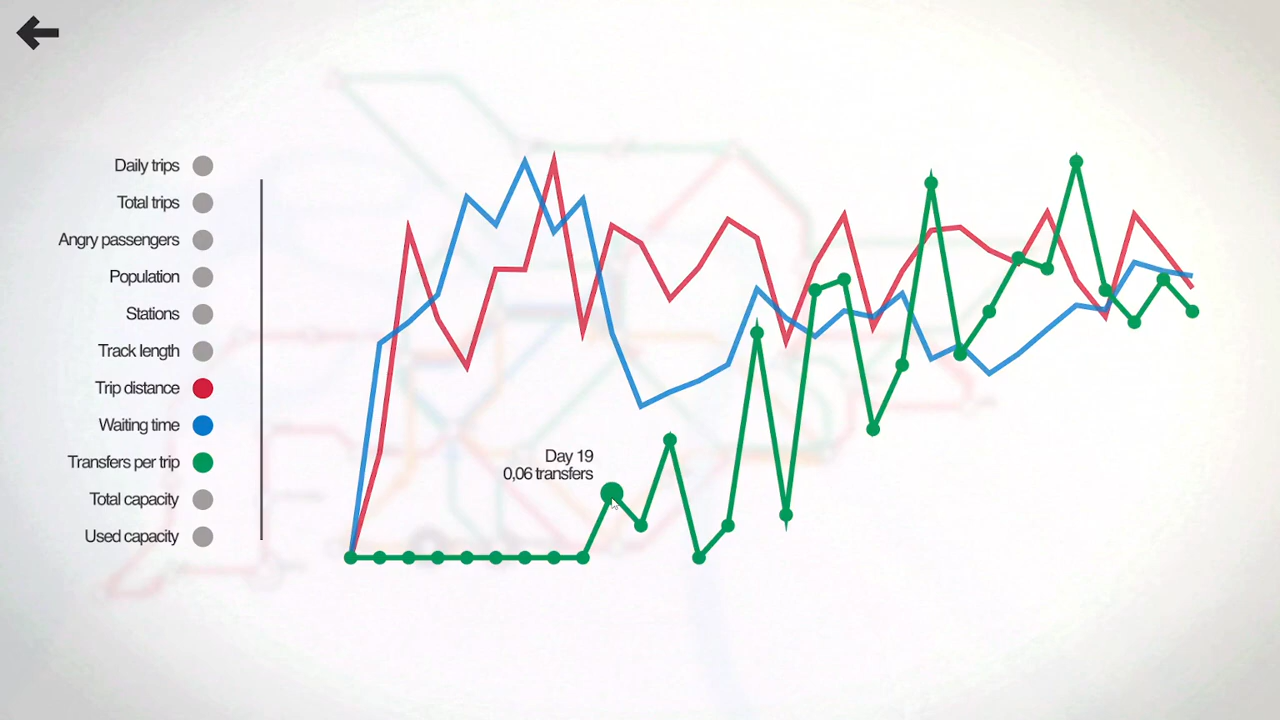 Daily trips
Total trips
Angry passengers
Population
Stations
Track length
Trip distance
Waiting time
Transfers per trip
Total capacity
Used capacity
Day 19
0,06 transfers